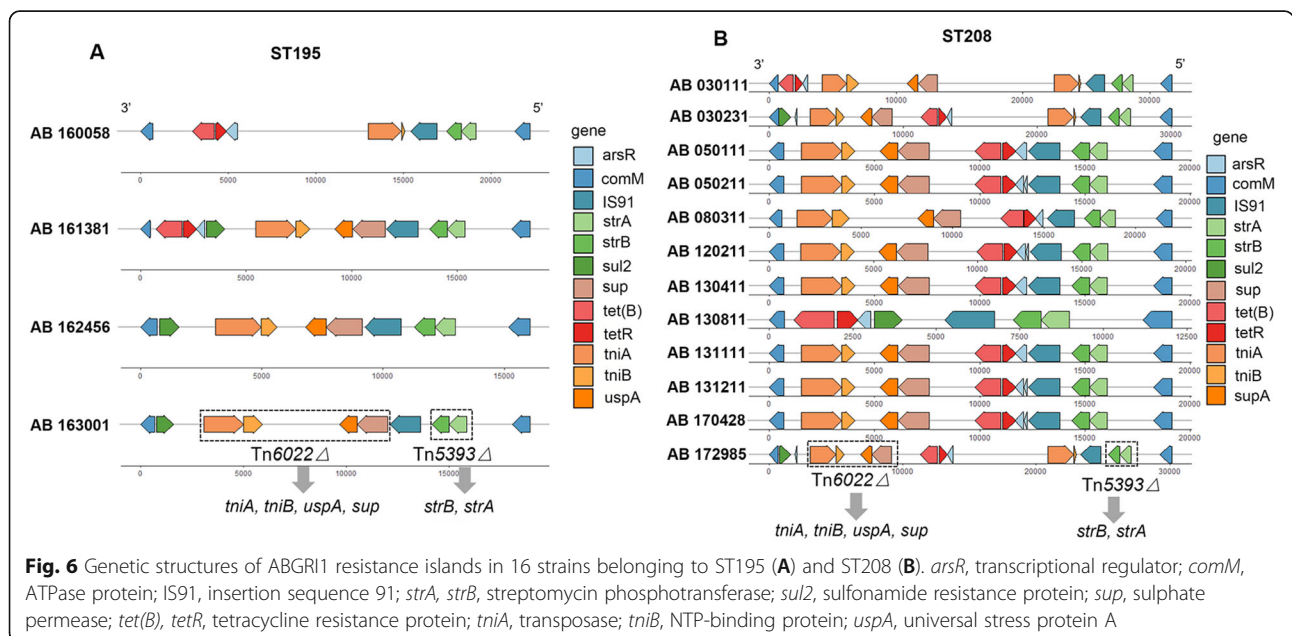 A
ST195
3'
5'
AB 160058
0 5000 10000 15000 20000
AB 161381
0 5000 10000 15000
AB 162456
0 5000 10000 15000
AB 163001
0 10000 15000
Tn6022△
Tn5393△
tniA, tniB, uspA, sup
strB, strA
gene
arsR
comM
IS91
strA
strB
sul2
sup
tet(B)
tetR
tniA
tniB
uspA
B
ST208
3'
5'
AB 030111
0 10000 20000 30000
AB 030231
0 10000 20000 30000
AB 050111
0 5000 10000 15000 20000
AB 050211
0 5000 10000 15000 20000
AB 080311
0 5000 10000 15000 20000
AB 120211
0 5000 10000 15000 20000
AB 130411
0 5000 10000 15000 20000
AB 130811
0 2500 5000 7500 10000 12500
AB 131111
0 5000 10000 15000 20000
AB 131211
0 5000 10000 15000 20000
AB 170428
0 5000 10000 15000 20000
AB 172985
0 10000 20000 30000
Tn6022△
Tn5393△
tniA, tniB, uspA, sup
strB, strA
gene
arsR
comM
IS91
strA
strB
sul2
sup
tet(B)
tetR
tniA
tniB
supA
Fig. 6 Genetic structures of ABGRI1 resistance islands in 16 strains belonging to ST195 (A) and ST208 (B). arsR, transcriptional regulator; comM,
ATPase protein; IS91, insertion sequence 91; strA, strB, streptomycin phosphotransferase; sul2, sulfonamide resistance protein; sup, sulphate
permease; tet(B), tetR, tetracycline resistance protein; tniA, transposase; tniB, NTP-binding protein; uspA, universal stress protein A